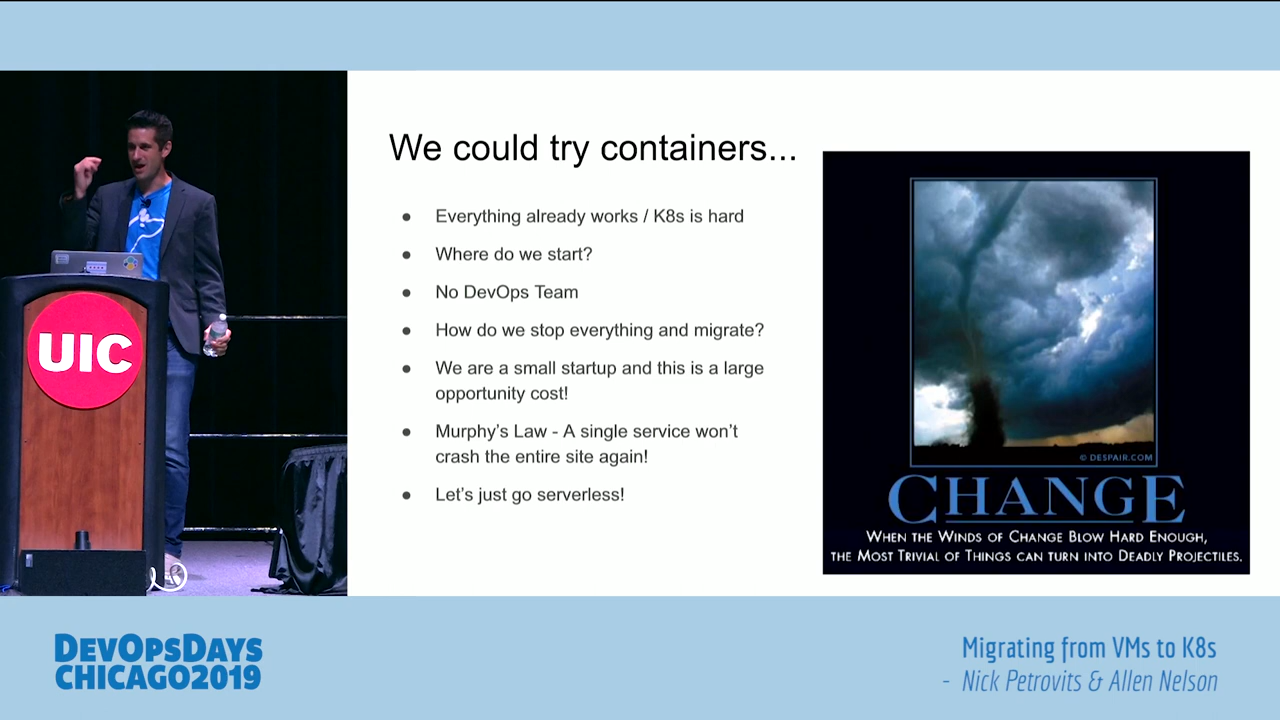 We could try containers...
● Everything already works / K8s is hard
● Where do we start?
● No DevOps Team
● How do we stop everything and migrate?
● We are a small startup and this is a large
opportunity cost!
● Murphy's Law - A single service won't
crash the entire site again!
● Let's just go serverless!
© DESPAIR.COM
CHANGE
WHEN THE WINDS OF CHANGE BLOW HARD ENOUGH,
THE MOST TRIVIAL OF THINGS CAN TURN INTO DEADLY PROJECTILES.
UIC
DEVOPSDAYS
CHICAGO2019
Migrating from VMs to K8s
- Nick Petrovits & Allen Nelson